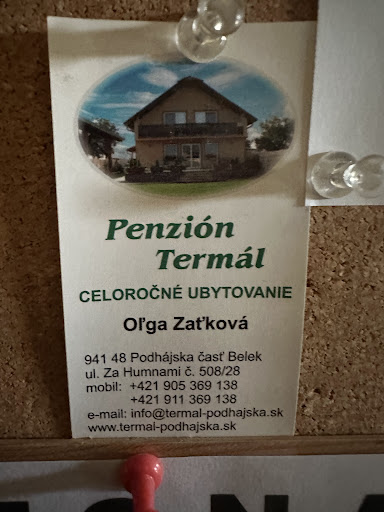 Penzión
Termál
CELOROČNÉ UBYTOVANIE
Oľga Zaťková
941 48 Podhájska časť Belek
ul. Za Humnami č. 508/28
mobil: +421 905 369 138
+421 911 369 138
e-mail: info@termal-podhajska.sk
www.termal-podhajska.sk